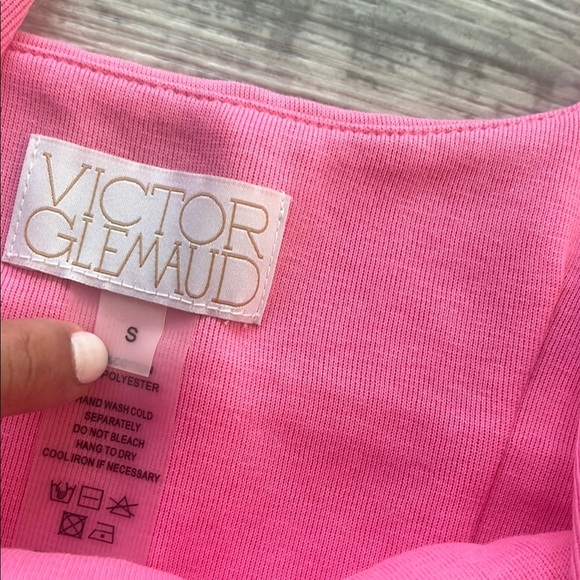 VICTOR
GLEMAUD
S
POLYESTER
HAND WASH COLD
SEPARATELY
DO NOT BLEACH
HANG TO DRY
COOL IRON IF NECESSARY